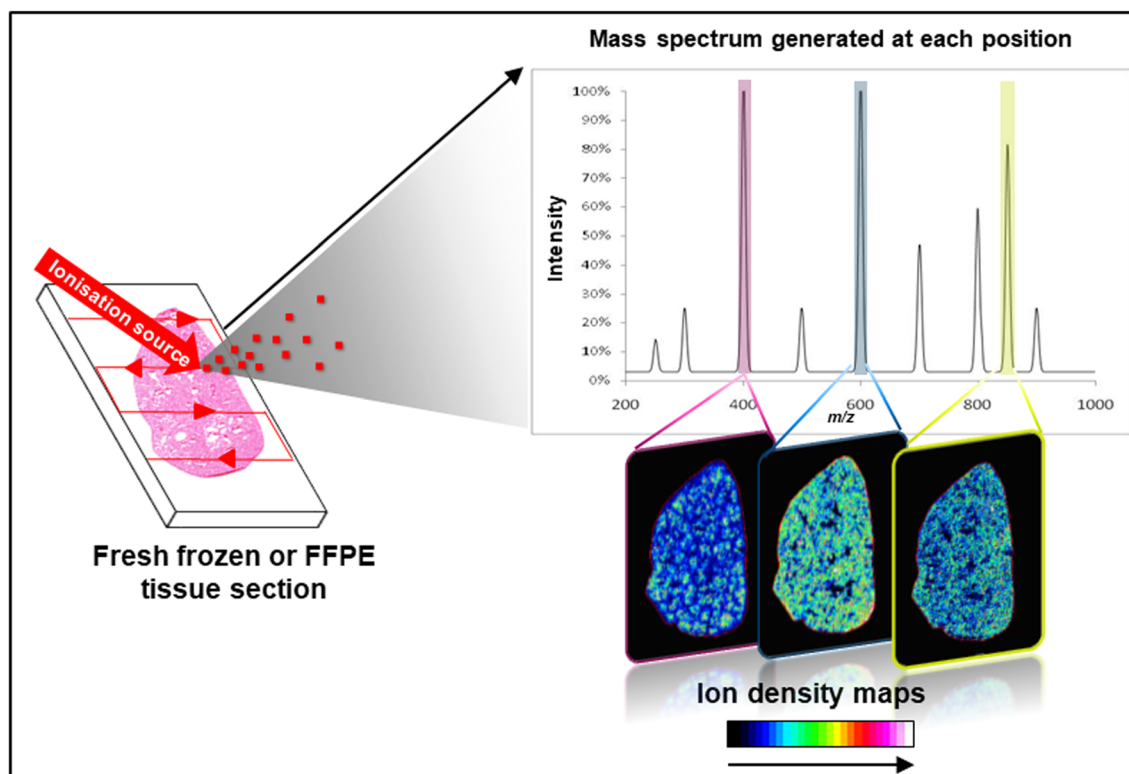 Mass spectrum generated at each position
100%
90%
80%
70%
60%
50%
40%
30%
20%
10%
0%
Intensity
200
400
600
800
1000
m/z
Ionisation source
Fresh frozen or FFPE
tissue section
Ion density maps